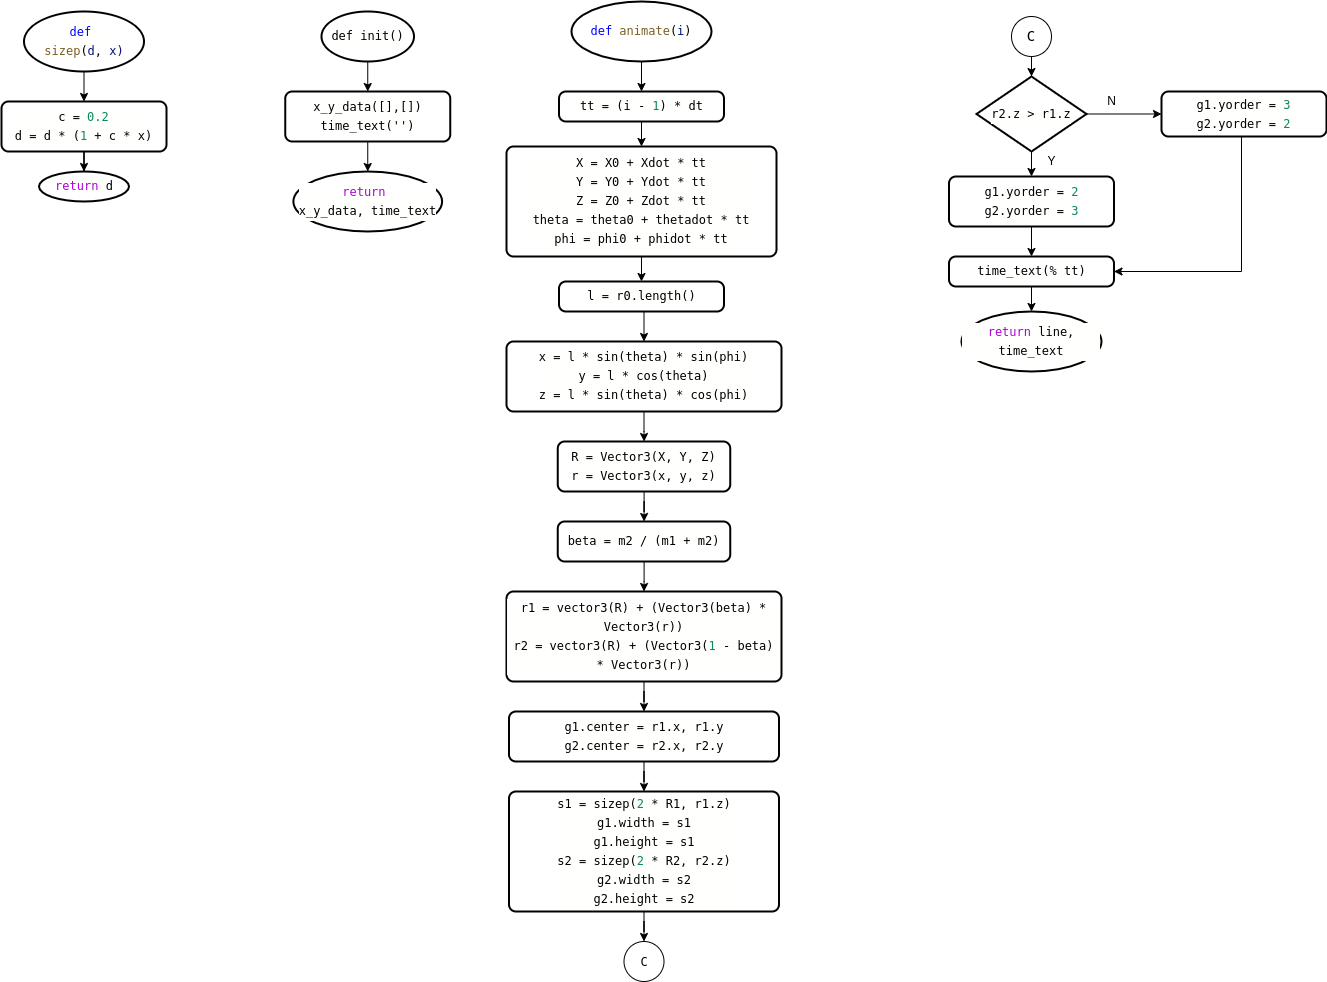 def
sizep(d, x)
c = 0.2
d = d * (1 + c * x)
return d
def init()
x_y_data([],[])
time_text('')
return
x_y_data, time_text
def animate(i)
tt = (i - 1) * dt
X = X0 + Xdot * tt
Y = Y0 + Ydot * tt
Z = Z0 + Zdot * tt
theta = theta0 + thetadot * tt
phi = phi0 + phidot * tt
l = r0.length()
x = l * sin(theta) * sin(phi)
y = l * cos(theta)
z = l * sin(theta) * cos(phi)
R = Vector3(X, Y, Z)
r = Vector3(x, y, z)
beta = m2 / (m1 + m2)
r1 = vector3(R) + (Vector3(beta) *
Vector3(r))
r2 = vector3(R) + (Vector3(1 - beta)
* Vector3(r))
g1.center = r1.x, r1.y
g2.center = r2.x, r2.y
s1 = sizep(2 * R1, r1.z)
g1.width = s1
g1.height = s1
s2 = sizep(2 * R2, r2.z)
g2.width = s2
g2.height = s2
C
C
r2.z > r1.z
N
g1.yorder = 3
g2.yorder = 2
Y
g1.yorder = 2
g2.yorder = 3
time_text(% tt)
return line,
time_text